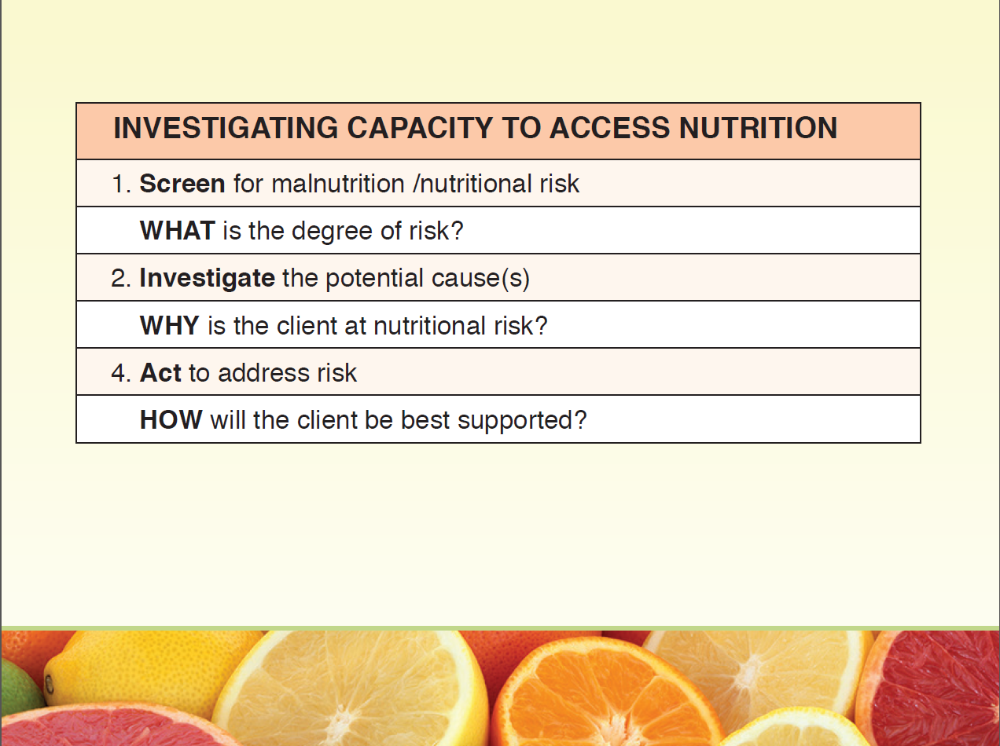 INVESTIGATING CAPACITY TO ACCESS NUTRITION
1. Screen for malnutrition /nutritional risk
WHAT is the degree of risk?
2. Investigate the potential cause(s)
WHY is the client at nutritional risk?
4. Act to address risk
HOW will the client be best supported?